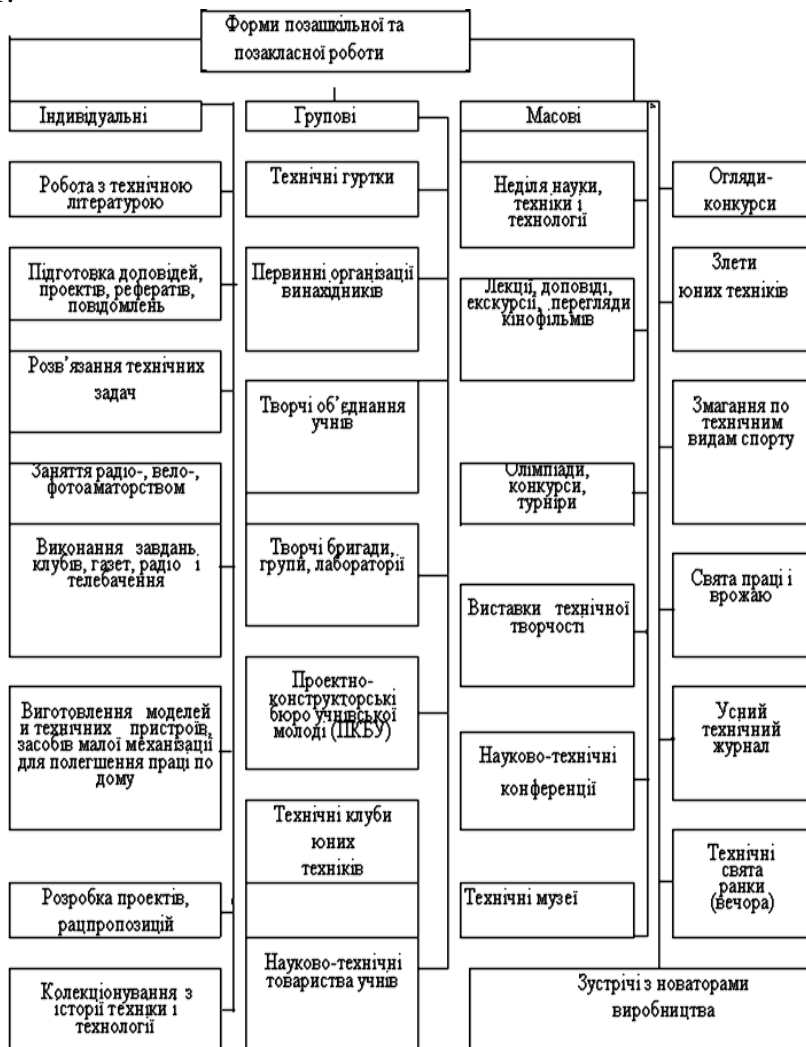 Форми позашкільної та
позакласної роботи
Індивидуальні
Робота з технічною
літературою
Підготовка доповідей,
проектів, рефератів,
повідомлень
Розв’язання технічних
задач
Заняття радіо-, вело-,
фотоаматорством
Виконання завдань
клубів, газет, радіо і
телебачення
Виготовлення моделей
и технічних пристроїв,
засобів малої механізації
для полегшення праці по
дому
Розробка проектів,
рацпропозицій
Колекціонування з
історії техніки і
технології
Групові
Технічні гуртки
Первинні організації
винахідників
Творчі об’єднання
учнів
Творчі бригади,
групи, лабораторії
Проектно-
конструкторські
бюро учнівської
молоді (ПКБУ)
Технічні клуби
юних
техніків
Науково-технічні
товариства учнів
Масові
Неділя науки,
техніки і
технології
Лекції, доповіді,
екскурсії, перегляди
кінофільмів
Олімпіади,
конкурси,
турніри
Виставки технічної
творчості
Науково-технічні
конференції
Технічні музеї
Огляди-
конкурси
Злети
юних техніків
Змагання по
технічним
видам спорту
Свята праці і
врожаю
Усний
технічний
журнал
Технічні
свята
ранки
(вечора)
Зустрічі з новаторами
виробництва